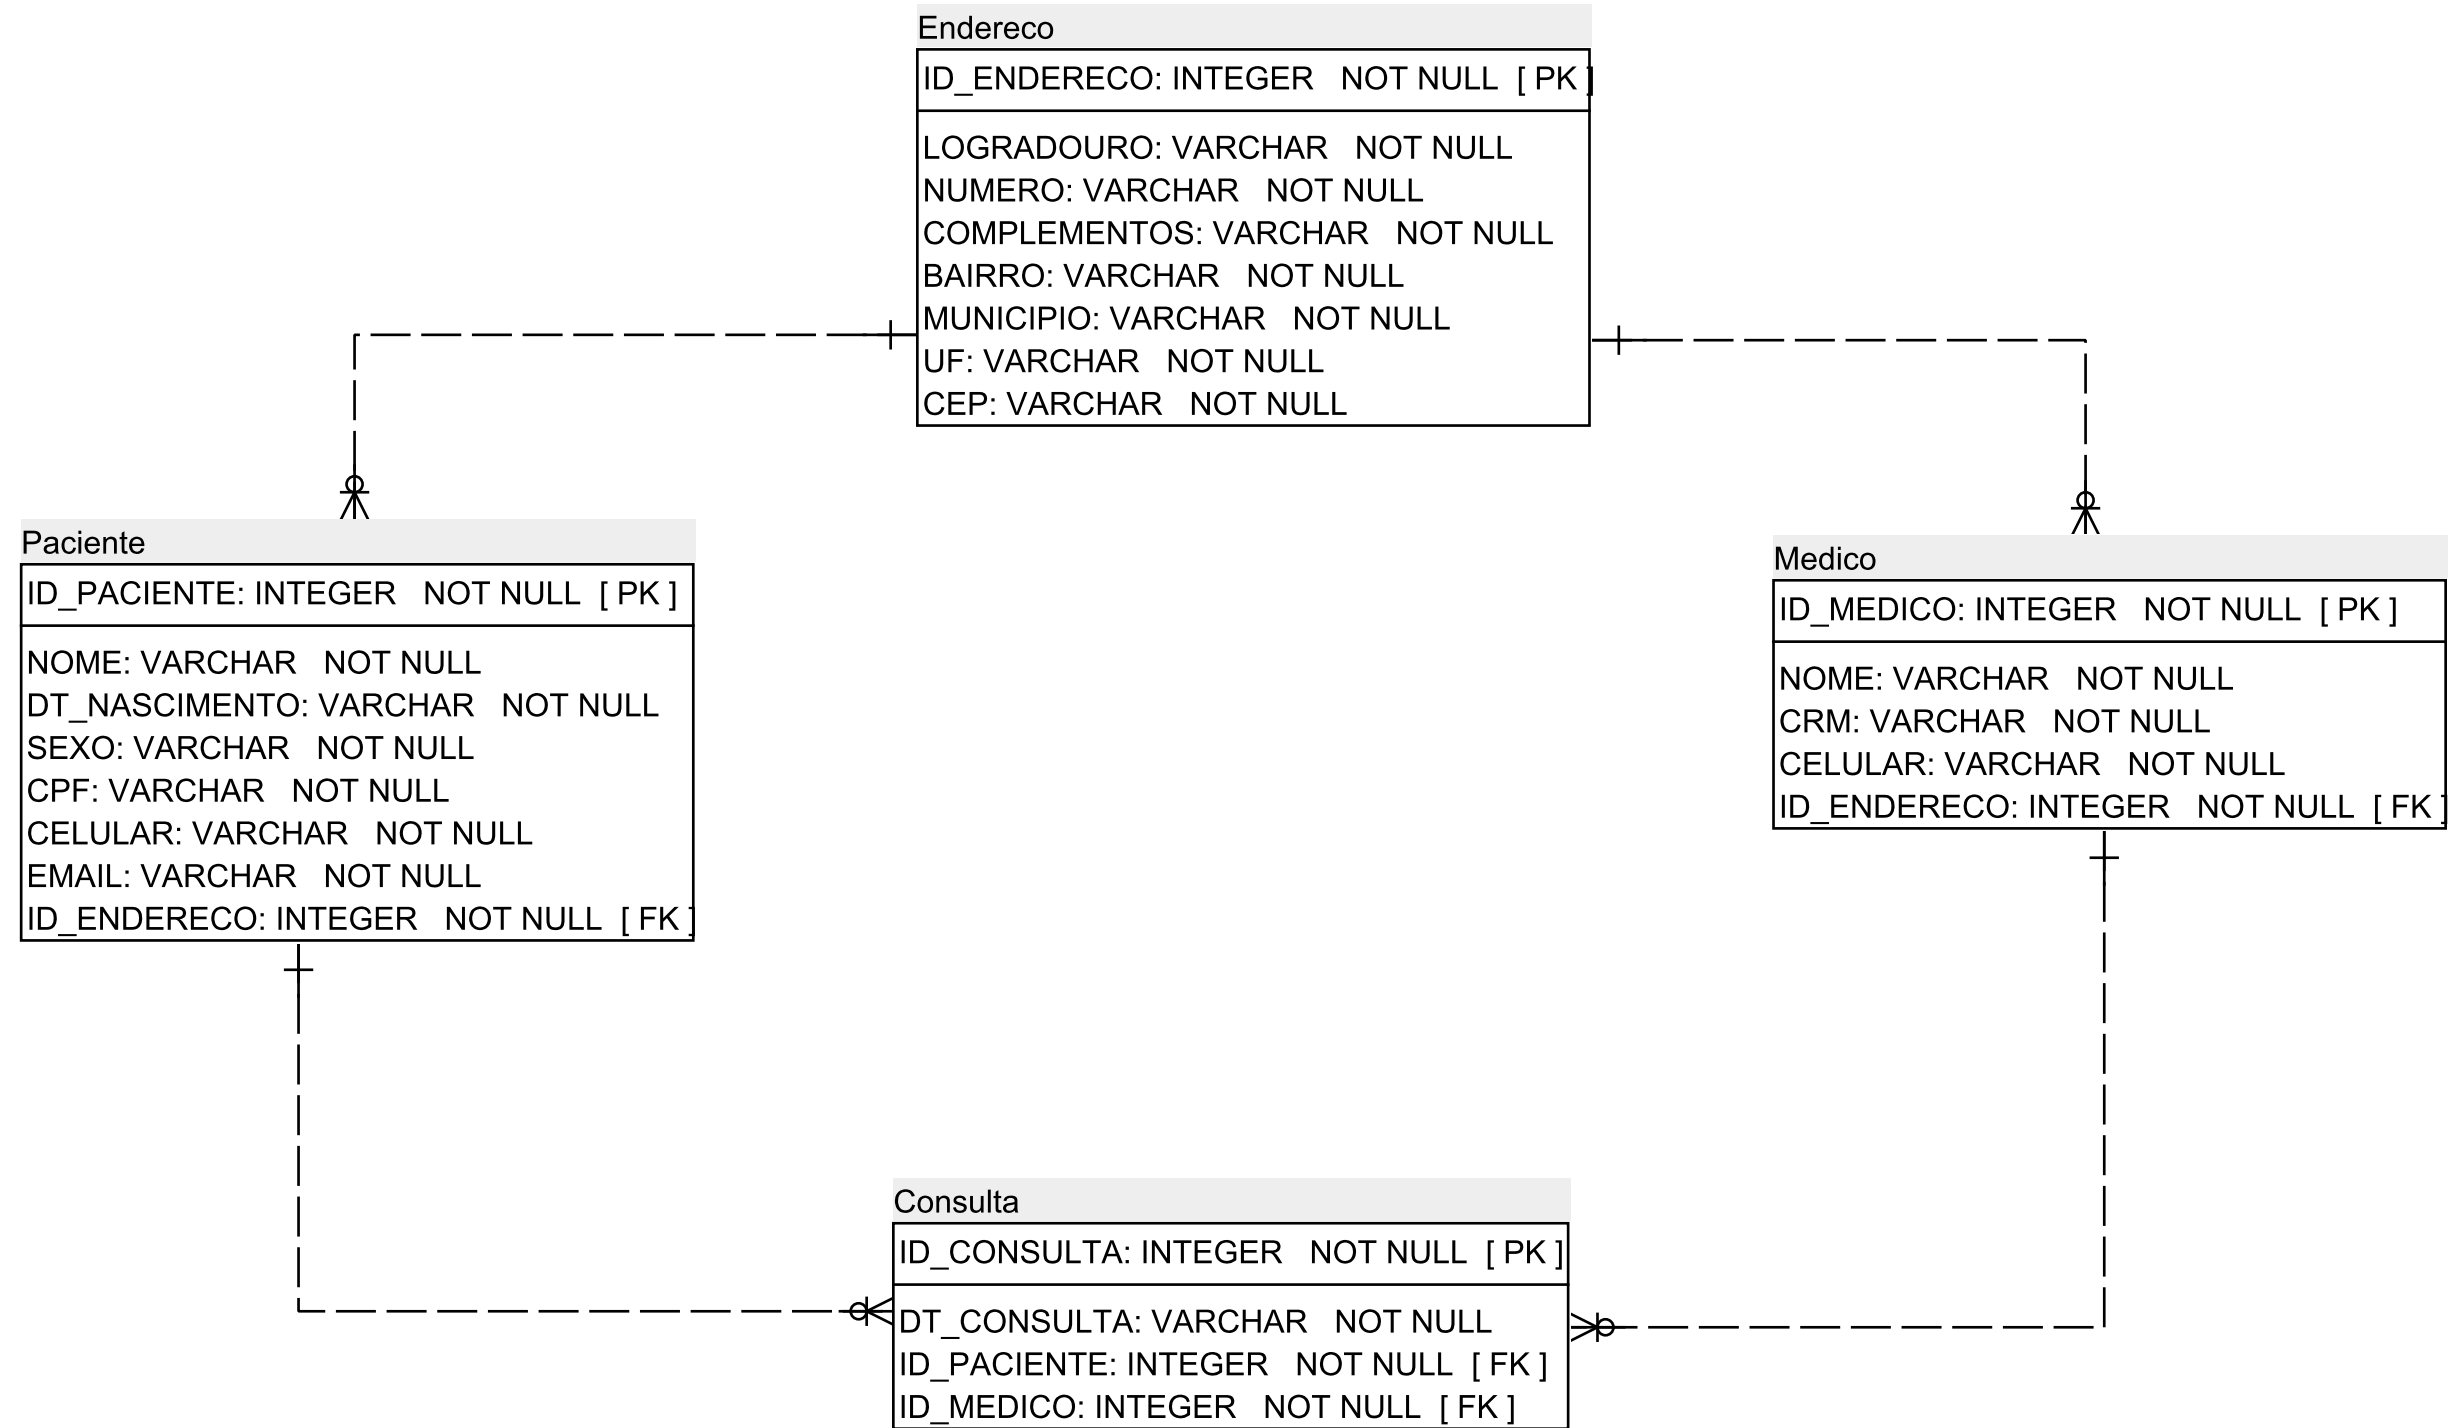 Endereco
ID_ENDERECO: INTEGER NOT NULL [ PK ]
LOGRADOURO: VARCHAR NOT NULL
NUMERO: VARCHAR NOT NULL
COMPLEMENTOS: VARCHAR NOT NULL
BAIRRO: VARCHAR NOT NULL
MUNICIPIO: VARCHAR NOT NULL
UF: VARCHAR NOT NULL
CEP: VARCHAR NOT NULL
Paciente
ID_PACIENTE: INTEGER NOT NULL [ PK ]
NOME: VARCHAR NOT NULL
DT_NASCIMENTO: VARCHAR NOT NULL
SEXO: VARCHAR NOT NULL
CPF: VARCHAR NOT NULL
CELULAR: VARCHAR NOT NULL
EMAIL: VARCHAR NOT NULL
ID_ENDERECO: INTEGER NOT NULL [ FK ]
Medico
ID_MEDICO: INTEGER NOT NULL [ PK ]
NOME: VARCHAR NOT NULL
CRM: VARCHAR NOT NULL
CELULAR: VARCHAR NOT NULL
ID_ENDERECO: INTEGER NOT NULL [ FK ]
Consulta
ID_CONSULTA: INTEGER NOT NULL [ PK ]
DT_CONSULTA: VARCHAR NOT NULL
ID_PACIENTE: INTEGER NOT NULL [ FK ]
ID_MEDICO: INTEGER NOT NULL [ FK ]